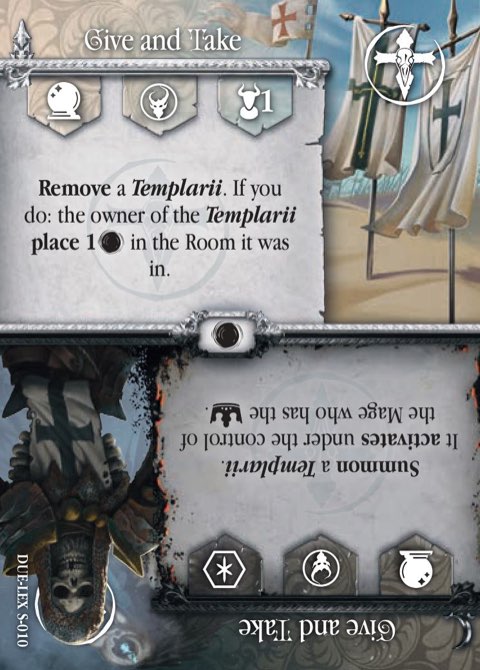 Give and Take
1
Remove a Templarii. If you
do: the owner of the Templarii
place 1 in the Room it was
in.
Summon a Templarii.
It activates under the control of
the Mage who has the .
Give and Take
DUE-LEX S-010